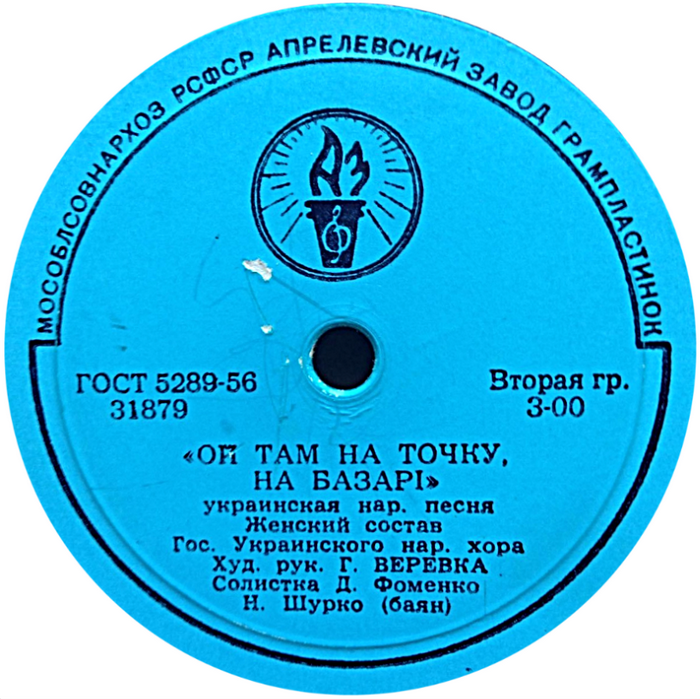 МОСОБЛСОВНАРХОЗ РСФСР АПРЕЛЕВСКИЙ ЗАВОД ГРАМПЛАСТИНОК
АЗ
ГОСТ 5289-56
31879
Вторая гр.
3-00
«ОЙ ТАМ НА ТОЧКУ,
НА БАЗАРІ»
украинская нар. песня
Женский состав
Гос. Украинского нар. хора
Худ. рук. Г. ВЕРЕВКА
Солистка Д. Фоменко
Н. Шурко (баян)